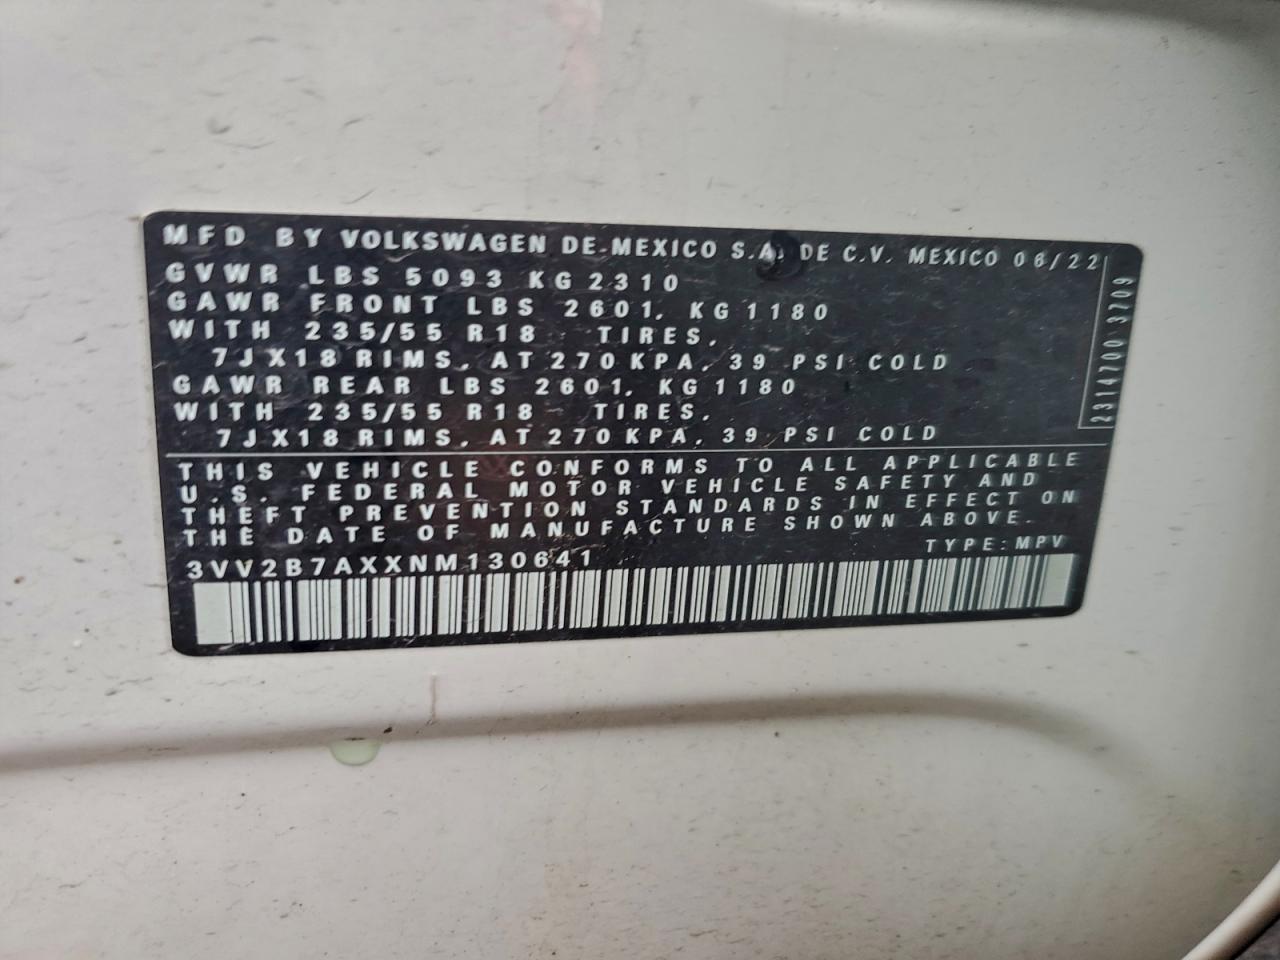 MFD BY VOLKSWAGEN DE MEXICO S.A. DE C.V. MEXICO 06/22
GVWR LBS 5093 KG 2310
GAWR FRONT LBS 2601, KG 1180
WITH 235/55 R18 TIRES,
7JX18 RIMS, AT 270 KPA, 39 PSI COLD
GAWR REAR LBS 2601, KG 1180
WITH 235/55 R18 TIRES,
7JX18 RIMS, AT 270 KPA, 39 PSI COLD
23147003709
THIS VEHICLE CONFORMS TO ALL APPLICABLE
U.S. FEDERAL MOTOR VEHICLE SAFETY AND
THEFT PREVENTION STANDARDS IN EFFECT ON
THE DATE OF MANUFACTURE SHOWN ABOVE.
TYPE:MPV
3VV2B7AXXNM130641